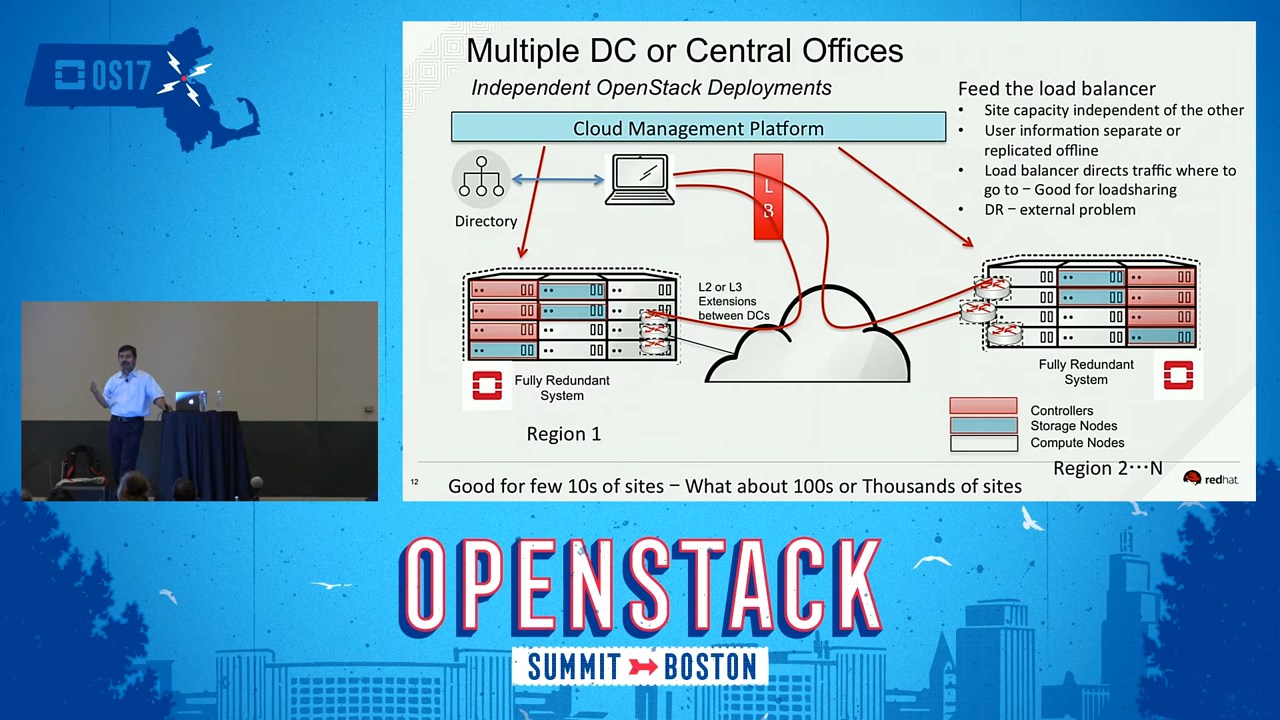 OS17
Multiple DC or Central Offices
Independent OpenStack Deployments
Cloud Management Platform
Directory
L
B
Feed the load balancer
• Site capacity independent of the other
• User information separate or
replicated offline
• Load balancer directs traffic where to
go to – Good for loadsharing
• DR – external problem
L2 or L3
Extensions
between DCs
Fully Redundant
System
Region 1
Fully Redundant
System
Controllers
Storage Nodes
Compute Nodes
Region 2⋯N
12
Good for few 10s of sites – What about 100s or Thousands of sites
redhat.
OPENSTACK
SUMMIT BOSTON